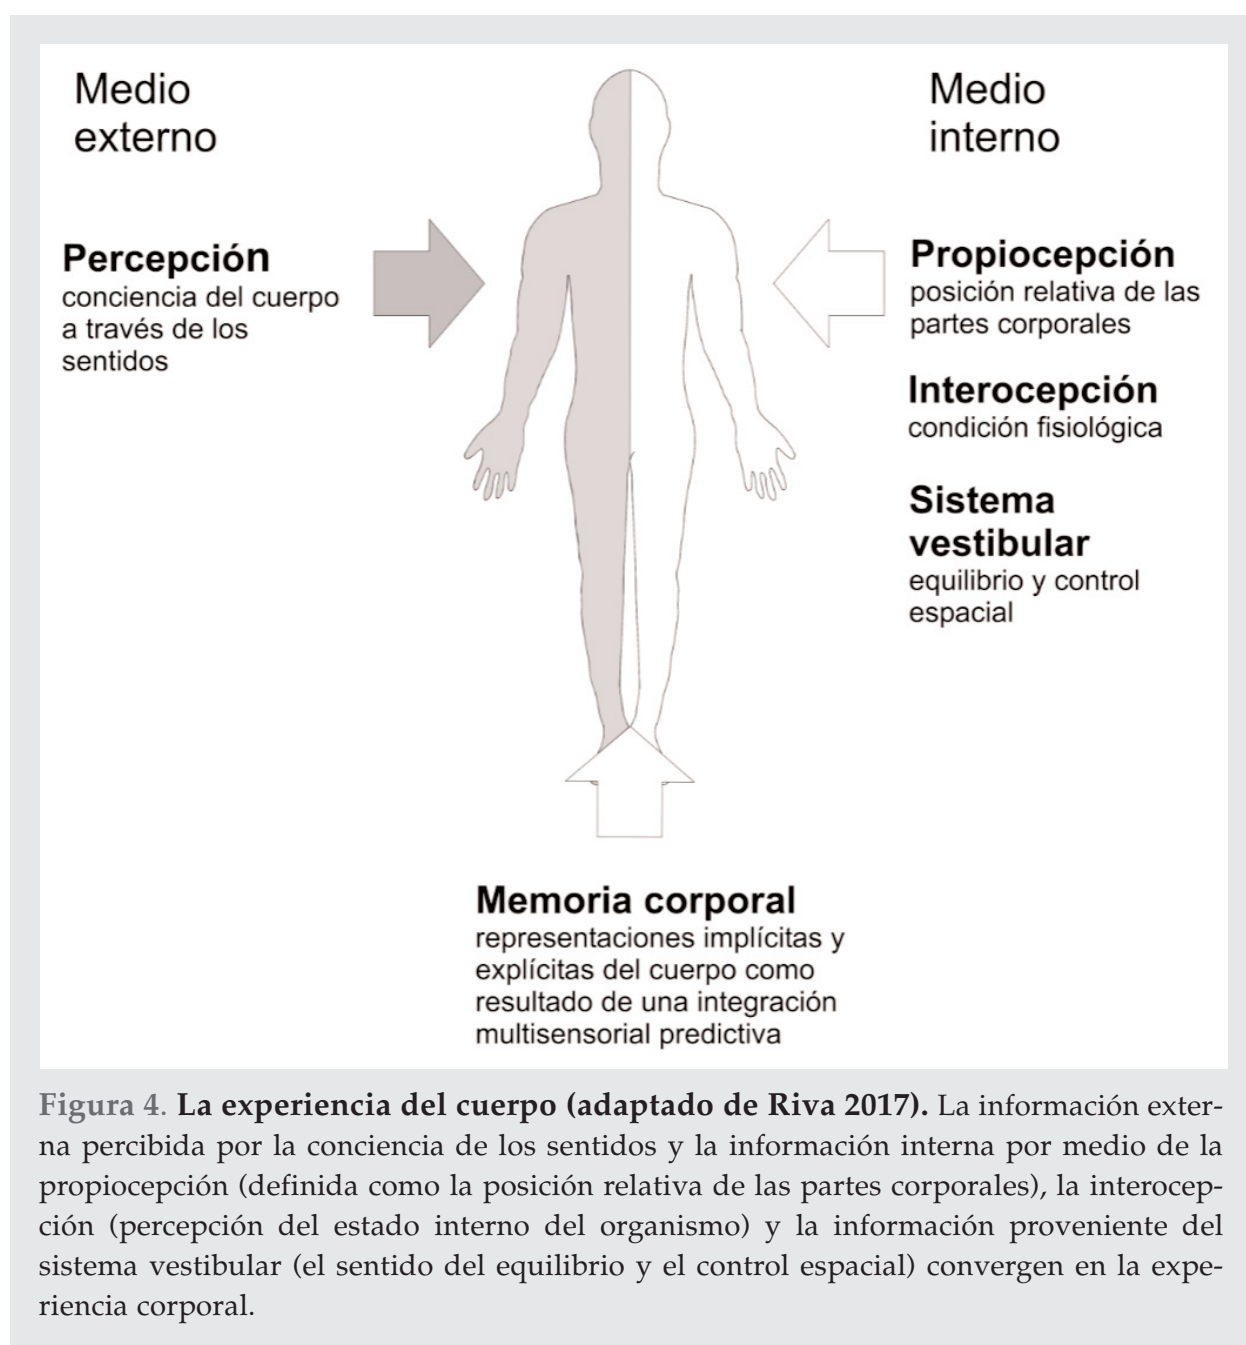 Medio
externo
Percepción
conciencia del cuerpo
a través de los
sentidos
Medio
interno
Propiocepción
posición relativa de las
partes corporales
Interocepción
condición fisiológica
Sistema
vestibular
equilibrio y control
espacial
Memoria corporal
representaciones implícitas y
explícitas del cuerpo como
resultado de una integración
multisensorial predictiva
Figura 4. La experiencia del cuerpo (adaptado de Riva 2017). La información exter-
na percibida por la conciencia de los sentidos y la información interna por medio de la
propiocepción (definida como la posición relativa de las partes corporales), la interocep-
ción (percepción del estado interno del organismo) y la información proveniente del
sistema vestibular (el sentido del equilibrio y el control espacial) convergen en la expe-
riencia corporal.